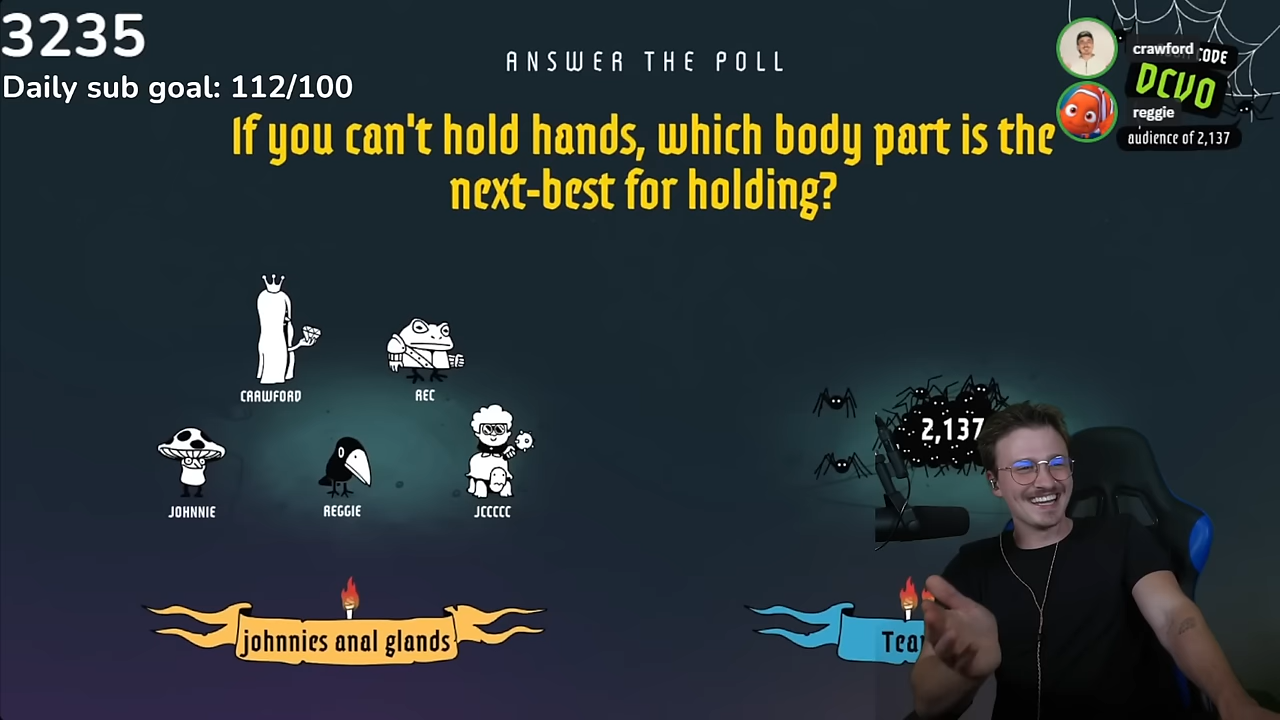 3235
Daily sub goal: 112/100
ANSWER THE POLL
If you can't hold hands, which body part is the
next-best for holding?
crawford
ODE
DCVO
reggie
audience of 2,137
CRAWFORD
REC
JOHNNIE
REGGIE
JCCCCC
2,137
johnnies anal glands
Tea